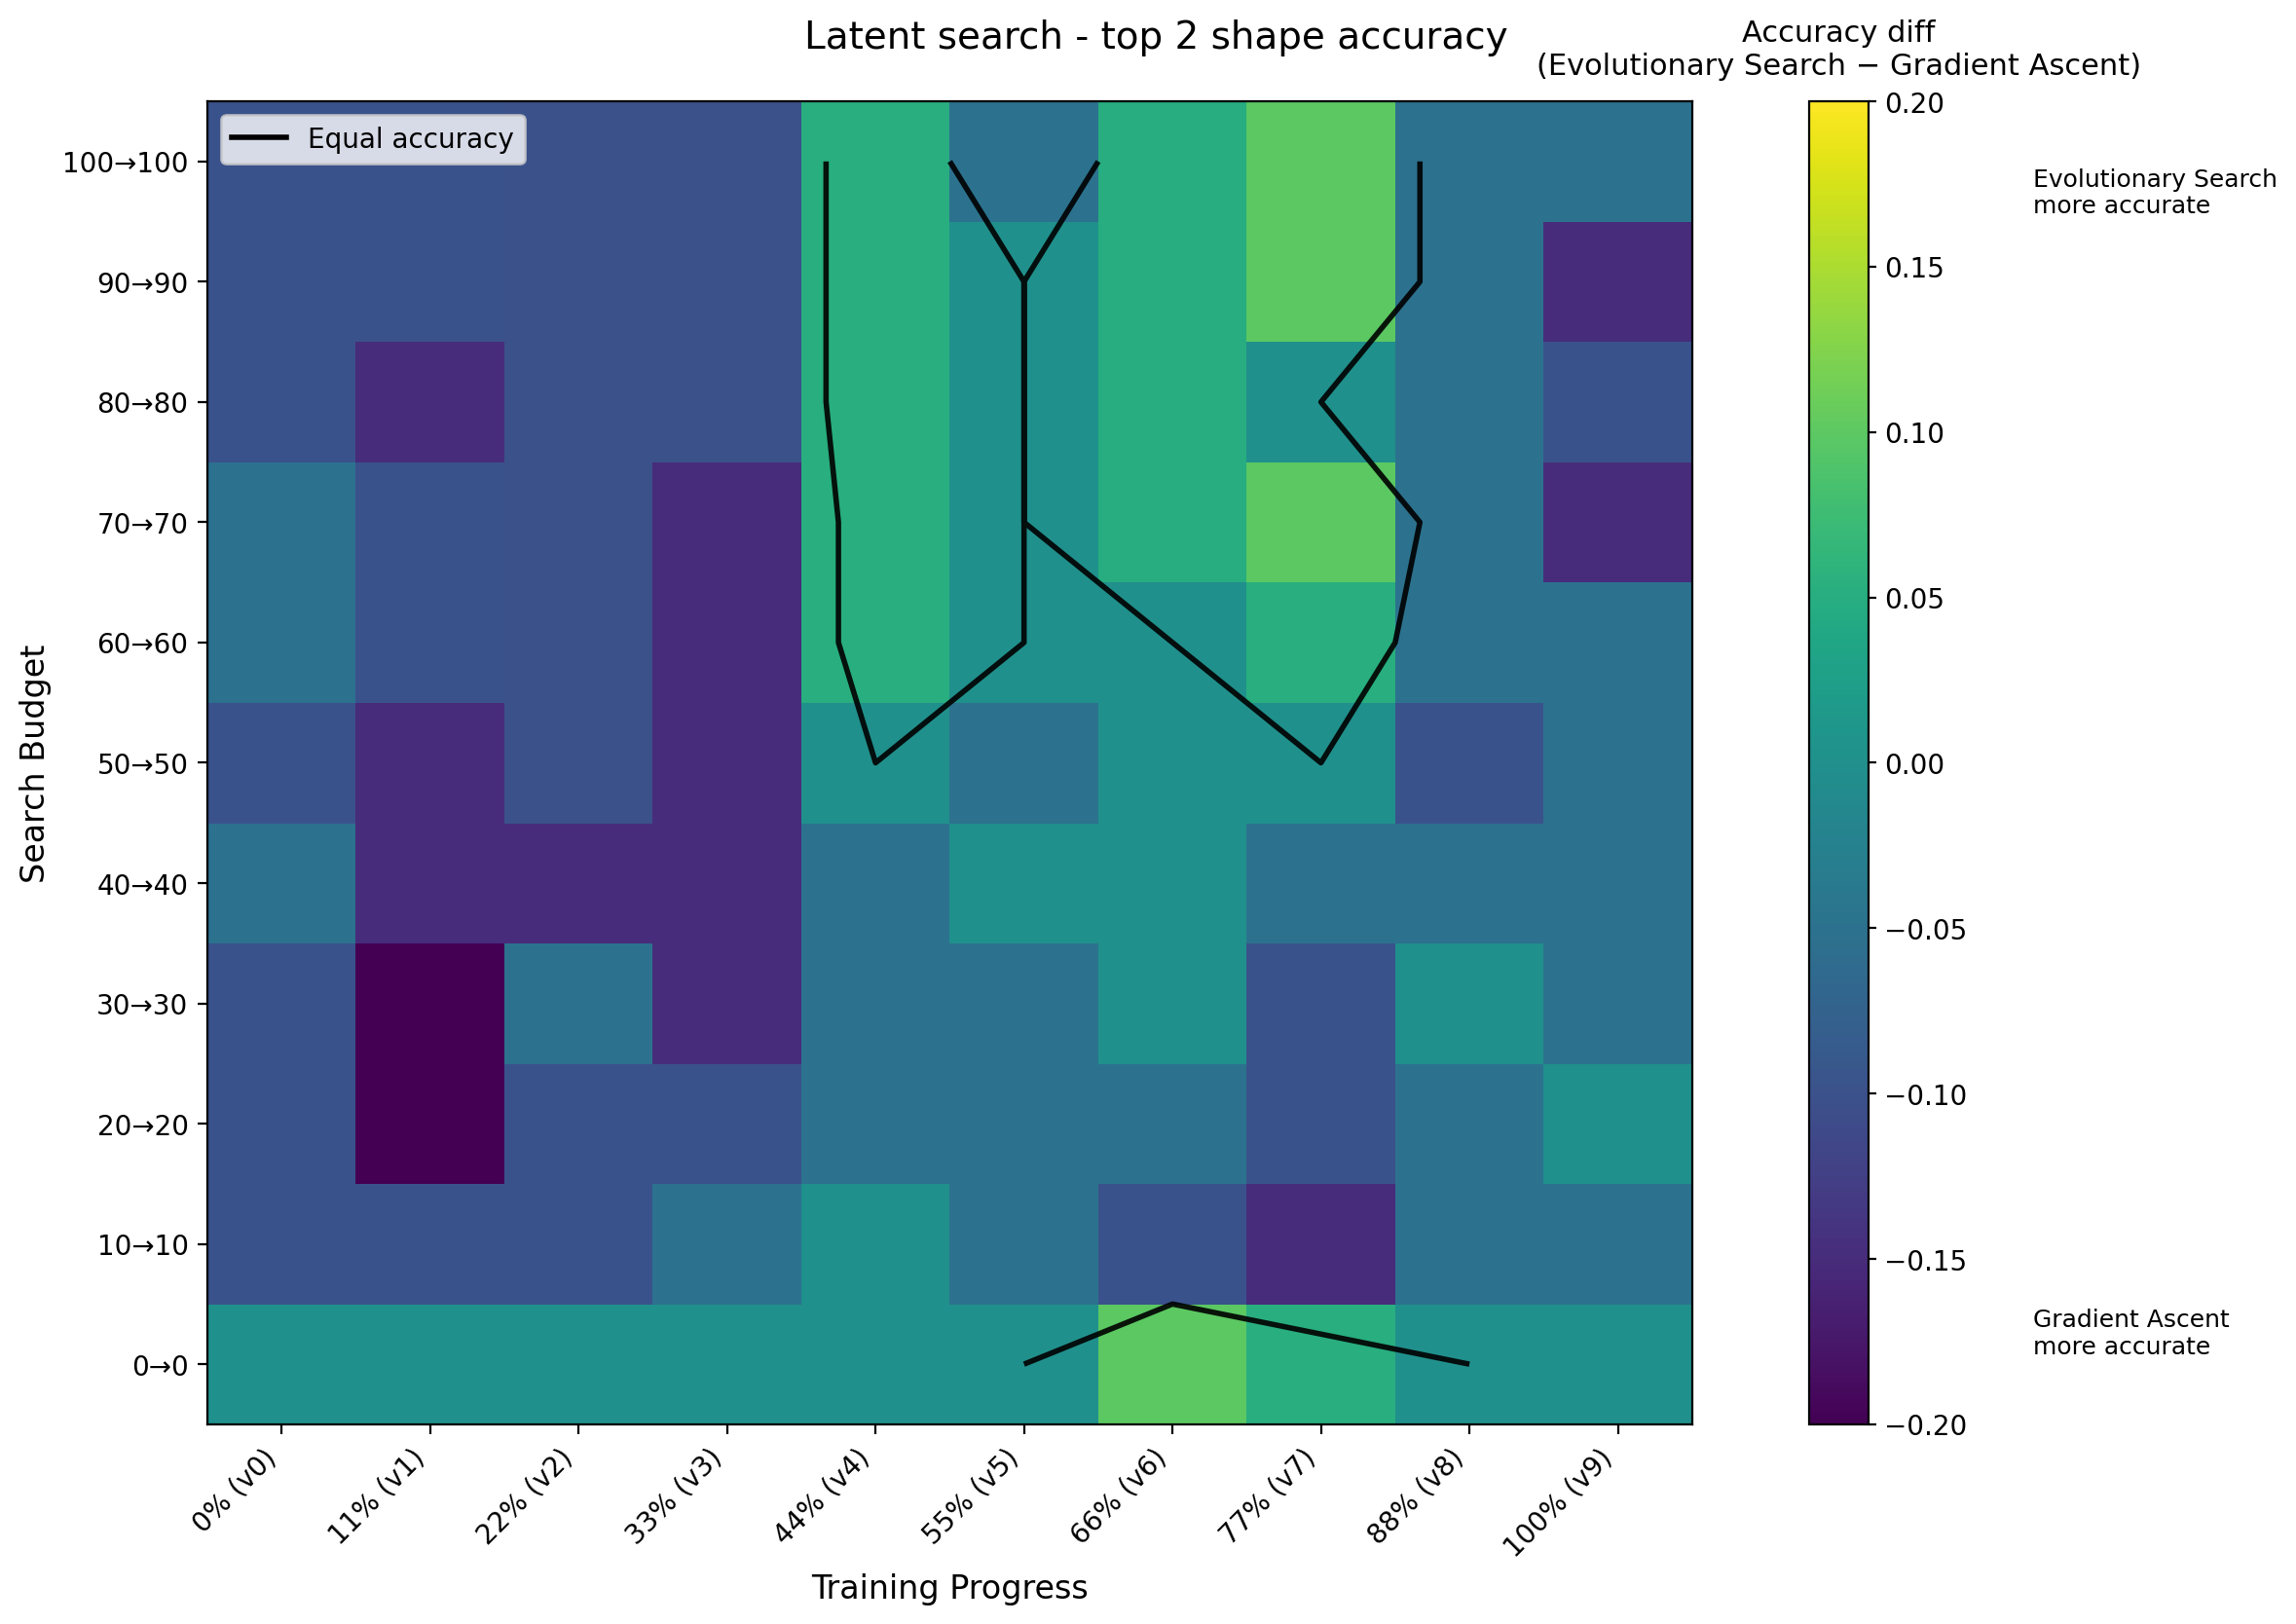 Latent search - top 2 shape accuracy
Accuracy diff
(Evolutionary Search − Gradient Ascent)
Equal accuracy
Search Budget
100→100
90→90
80→80
70→70
60→60
50→50
40→40
30→30
20→20
10→10
0→0
0% (v0)
11% (v1)
22% (v2)
33% (v3)
44% (v4)
55% (v5)
66% (v6)
77% (v7)
88% (v8)
100% (v9)
Training Progress
0.20
0.15
0.10
0.05
0.00
−0.05
−0.10
−0.15
−0.20
Evolutionary Search
more accurate
Gradient Ascent
more accurate